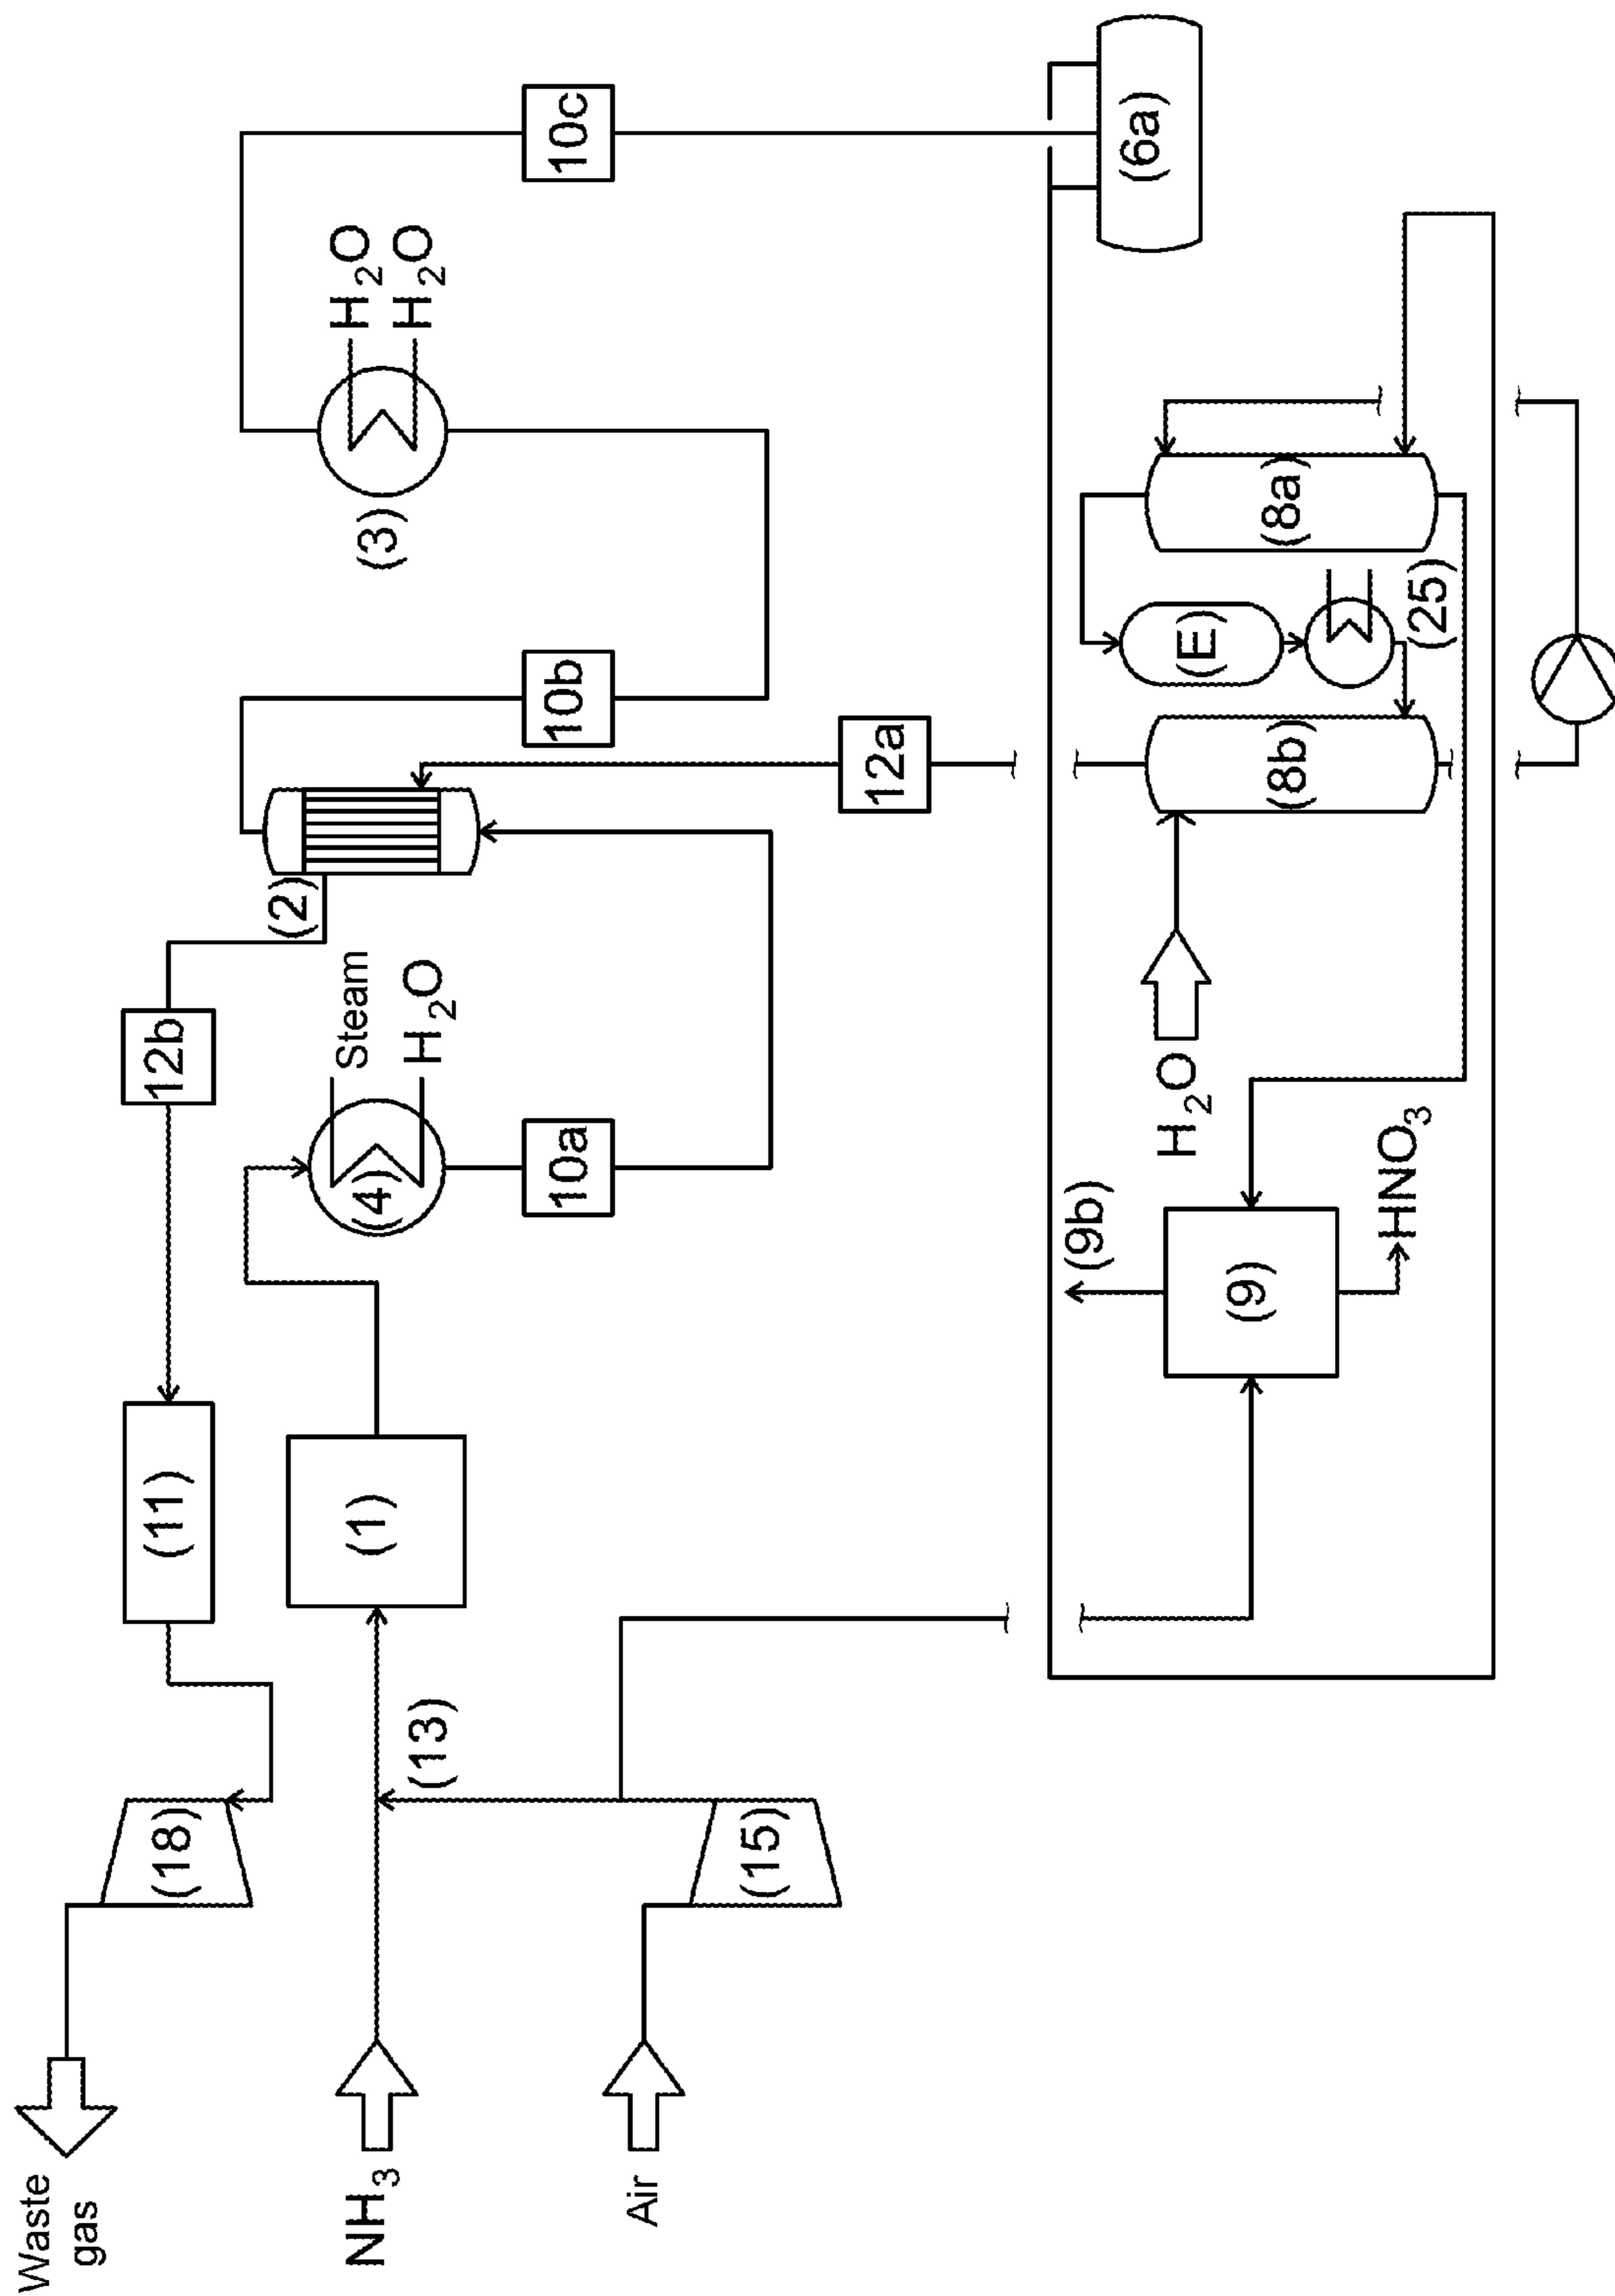 Waste
gas
(18)
(11)
12b
(2)
NH3
(13)
(1)
(4)
Steam
H2O
10a
10b
(3)
H2O
H2O
10c
Air
(15)
12a
(6a)
(9b)
(9)
HNO3
H2O
(8b)
(E)
(25)
(8a)